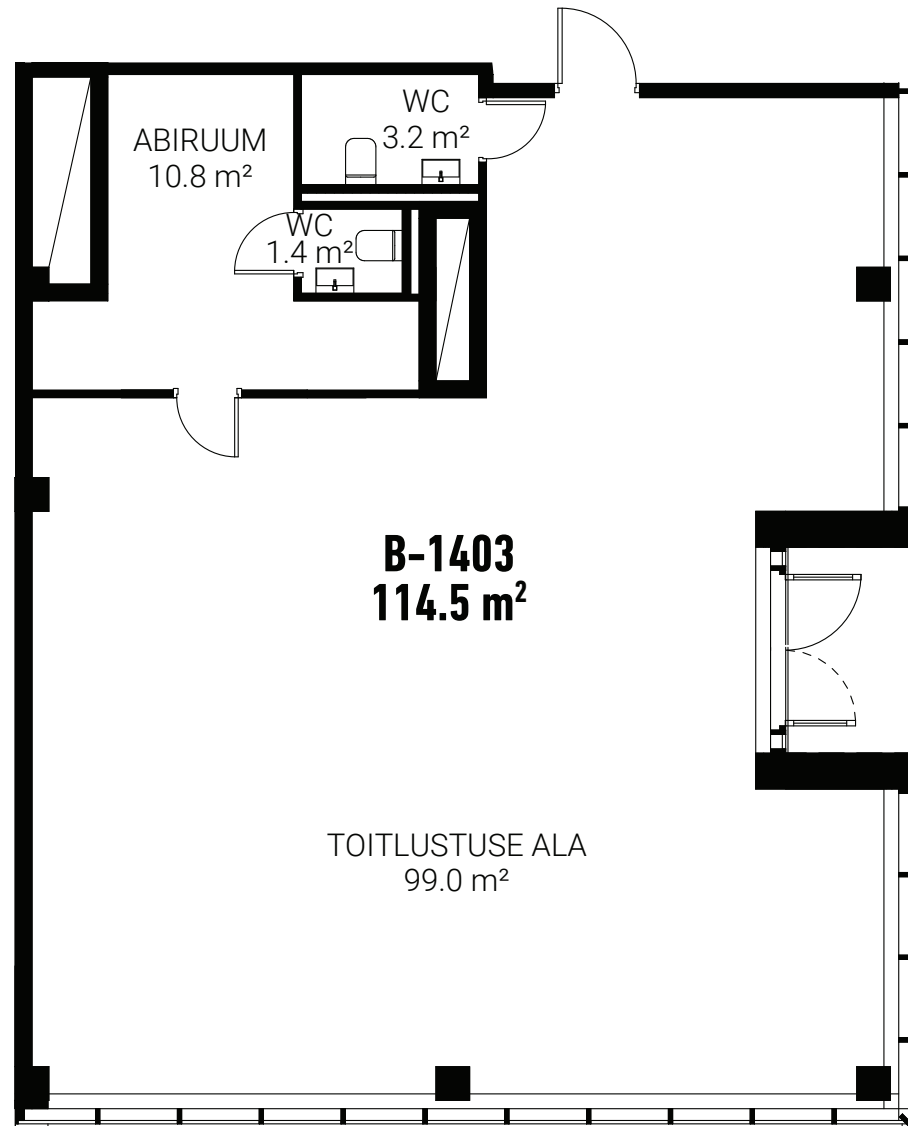 WC
3.2 m²
ABIRUUM
10.8 m²
WC
1.4 m²
B-1403
114.5 m²
TOITLUSTUSE ALA
99.0 m²